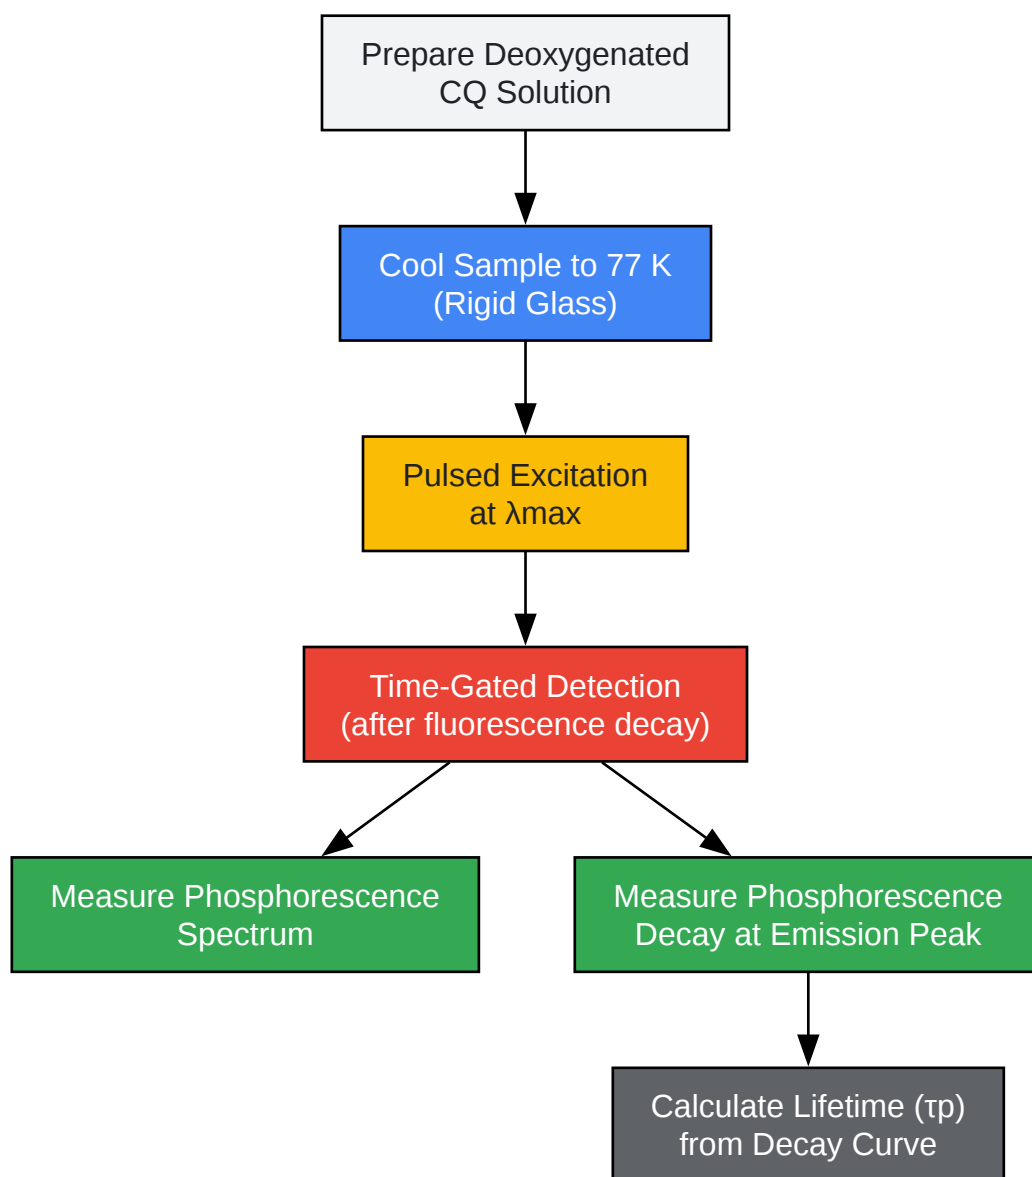 Prepare Deoxygenated
CQ Solution
Cool Sample to 77 K
(Rigid Glass)
Pulsed Excitation
at λmax
Time-Gated Detection
(after fluorescence decay)
Measure Phosphorescence
Spectrum
Measure Phosphorescence
Decay at Emission Peak
Calculate Lifetime (τp)
from Decay Curve